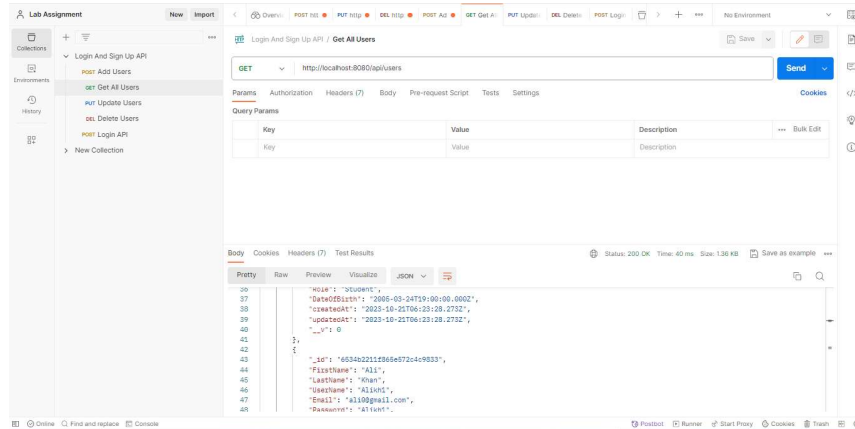 Lab Assignment
New Import
Overvi
POST htt
PUT http
DEL http
POST Ad
GET Get Al
PUT Updat
DEL Delete
POST Login
No Environment
Collections
Environments
History
Login And Sign Up API
POST Add Users
GET Get All Users
PUT Update Users
DEL Delete Users
POST Login API
New Collection
Login And Sign Up API / Get All Users
Save
GET http://localhost:8080/api/users
Send
Params Authorization Headers (7) Body Pre-request Script Tests Settings
Cookies
Query Params
Key Value Description Bulk Edit
Key Value Description
Body Cookies Headers (7) Test Results
Status: 200 OK Time: 40 ms Size: 1.36 KB Save as example
Pretty Raw Preview Visualize JSON
36 "Role": "Student",
37 "DateOfBirth": "2005-03-24T19:00:00.000Z",
38 "createdAt": "2023-10-21T06:23:28.273Z",
39 "updatedAt": "2023-10-21T06:23:28.273Z",
40 "__v": 0
41 },
42 {
43 "_id": "6534b2211f865e572c4c9833",
44 "FirstName": "Ali",
45 "LastName": "Khan",
46 "UserName": "Alikh1",
47 "Email": "ali0@gmail.com",
48 "Password": "Alikh1",
Online Find and replace Console
Postbot Runner Start Proxy Cookies Trash